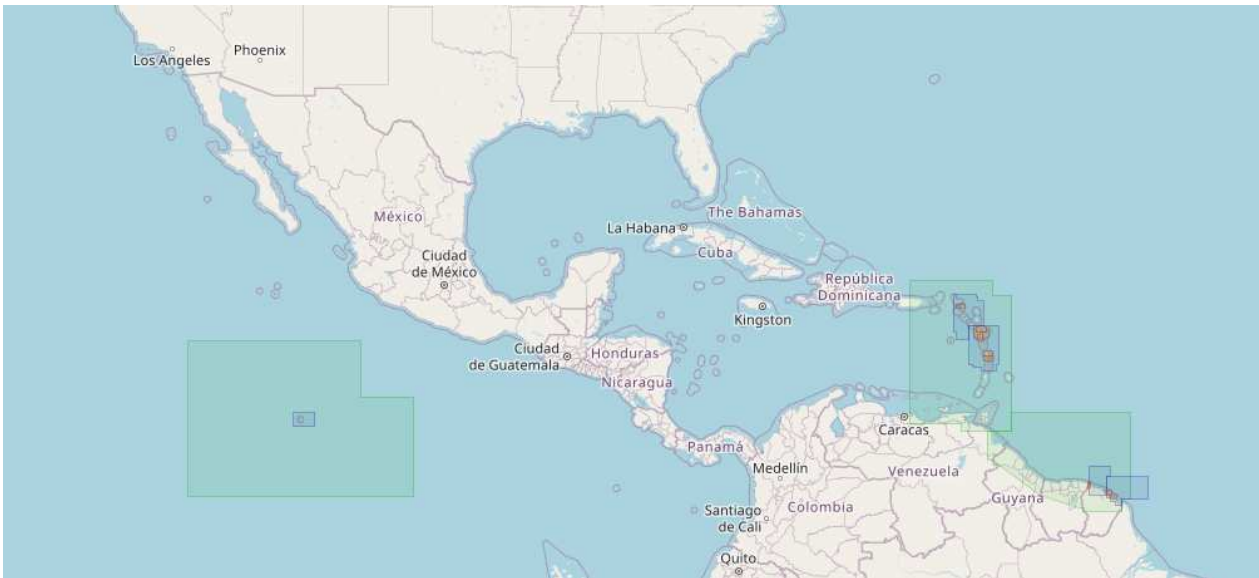 Los Angeles
Phoenix
México
Ciudad
de México
La Habana
The Bahamas
Cuba
República
Dominicana
Kingston
Ciudad
de Guatemala
Honduras
Nicaragua
Caracas
Panamá
Medellín
Venezuela
Guyana
Santiago
de Cali
Colombia
Quito